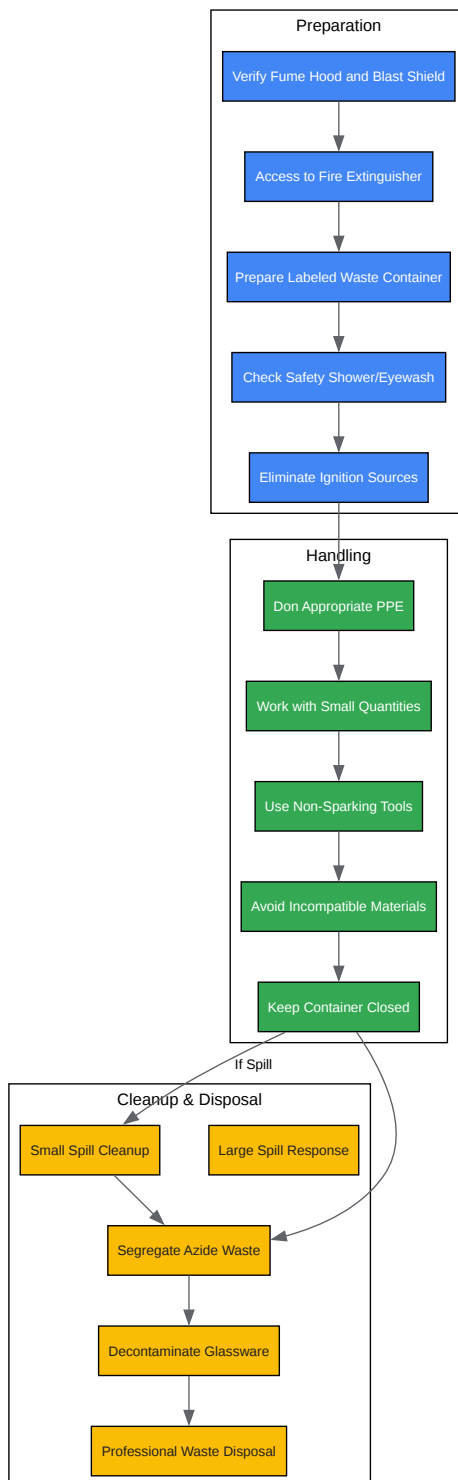 Preparation
Verify Fume Hood and Blast Shield
Access to Fire Extinguisher
Prepare Labeled Waste Container
Check Safety Shower/Eyewash
Eliminate Ignition Sources
Handling
Don Appropriate PPE
Work with Small Quantities
Use Non-Sparking Tools
Avoid Incompatible Materials
Keep Container Closed
If Spill
Cleanup & Disposal
Small Spill Cleanup
Large Spill Response
Segregate Azide Waste
Decontaminate Glassware
Professional Waste Disposal